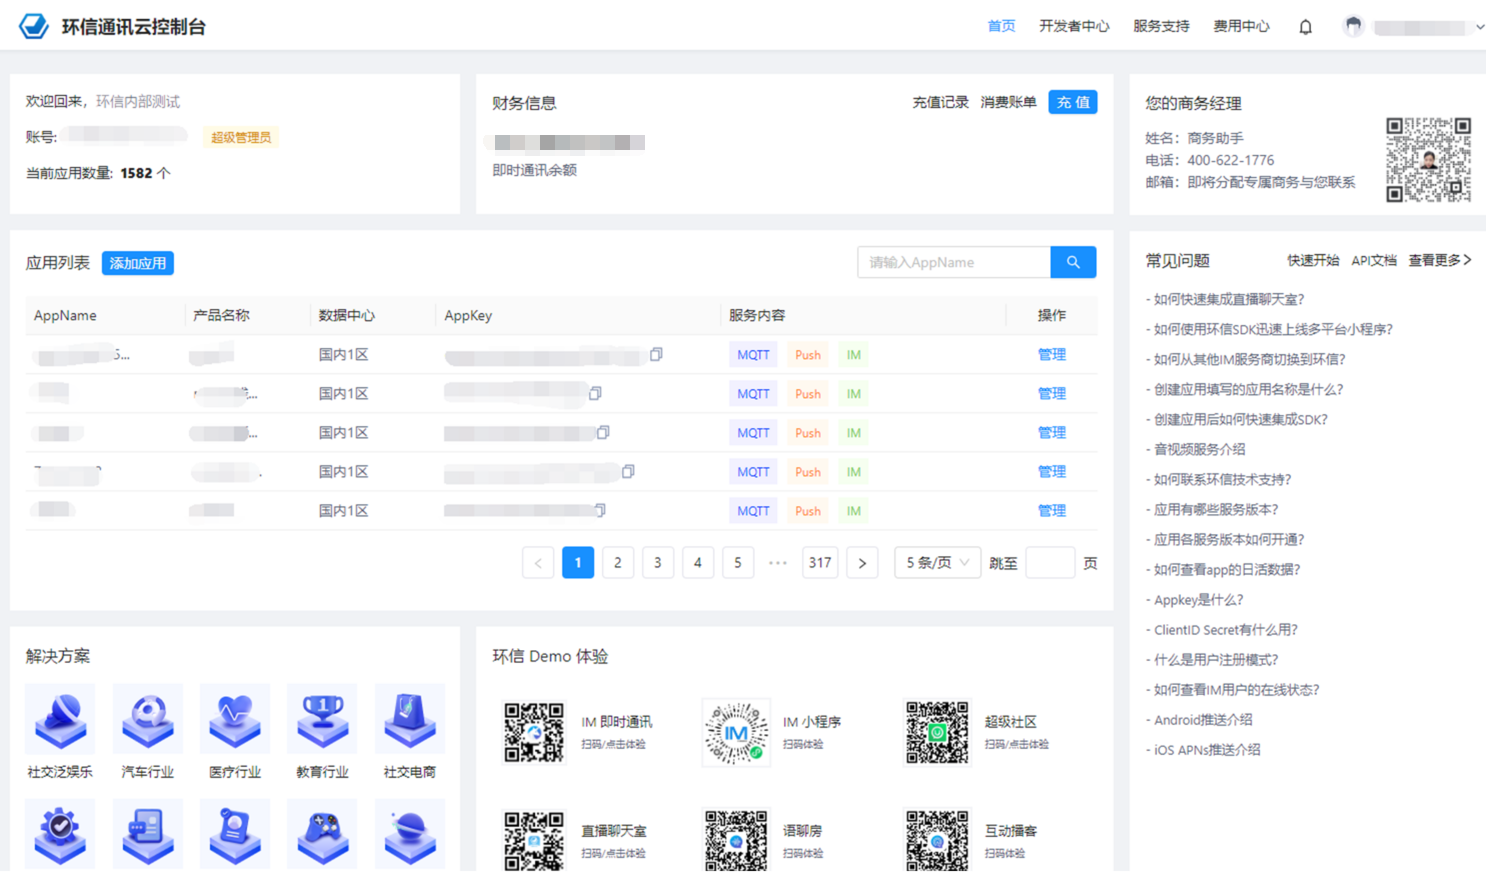 环信通讯云控制台
首页 开发者中心 服务支持 费用中心
欢迎回来，环信内部测试
账号: 超级管理员
当前应用数量: 1582 个
财务信息 充值记录 消费账单 充 值
即时通讯余额
您的商务经理
姓名：商务助手
电话：400-622-1776
邮箱：即将分配专属商务与您联系
应用列表 添加应用 请输入AppName
AppName 产品名称 数据中心 AppKey 服务内容 操作
国内1区 MQTT Push IM 管理
国内1区 MQTT Push IM 管理
国内1区 MQTT Push IM 管理
国内1区 MQTT Push IM 管理
国内1区 MQTT Push IM 管理
< 1 2 3 4 5 ••• 317 > 5 条/页 跳至 页
常见问题 快速开始 API文档 查看更多>
- 如何快速集成直播聊天室?
- 如何使用环信SDK迅速上线多平台小程序?
- 如何从其他IM服务商切换到环信?
- 创建应用填写的应用名称是什么?
- 创建应用后如何快速集成SDK?
- 音视频服务介绍
- 如何联系环信技术支持?
- 应用有哪些服务版本?
- 应用各服务版本如何开通?
- 如何查看app的日活数据?
- Appkey是什么?
- ClientID Secret有什么用?
- 什么是用户注册模式?
- 如何查看IM用户的在线状态?
- Android推送介绍
- iOS APNs推送介绍
解决方案
社交泛娱乐 汽车行业 医疗行业 教育行业 社交电商
环信 Demo 体验
IM 即时通讯
扫码/点击体验
IM
IM 小程序
扫码体验
超级社区
扫码/点击体验
直播聊天室
扫码/点击体验
语聊房
扫码体验
互动播客
扫码体验